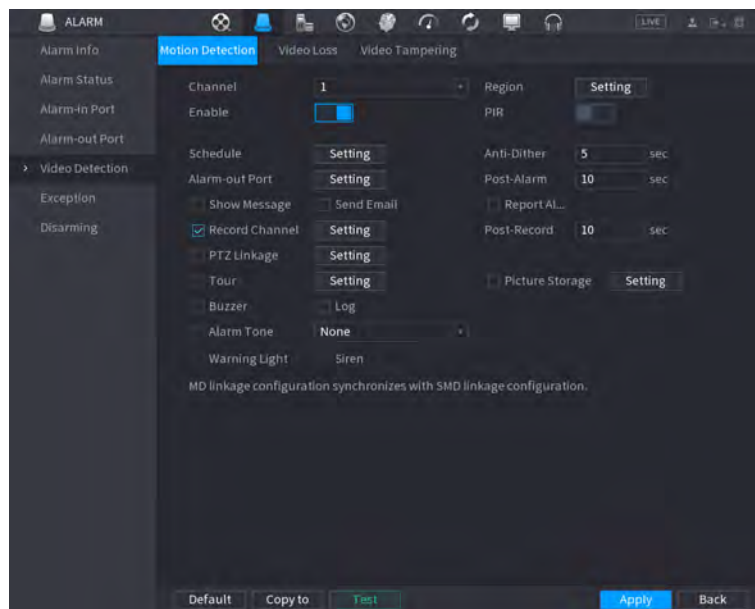 ALARM LIVE
Alarm Info Motion Detection Video Loss Video Tampering
Alarm Status Channel 1 Region Setting
Alarm-in Port Enable PIR
Alarm-out Port
Schedule Setting Anti-Dither 5 sec
Video Detection
Alarm-out Port Setting Post-Alarm 10 sec
Exception Show Message Send Email Report Al...
Disarming Record Channel Setting Post-Record 10 sec
PTZ Linkage Setting
Tour Setting Picture Storage Setting
Buzzer Log
Alarm Tone None
Warning Light Siren
MD linkage configuration synchronizes with SMD linkage configuration.
Default Copy to Test Apply Back